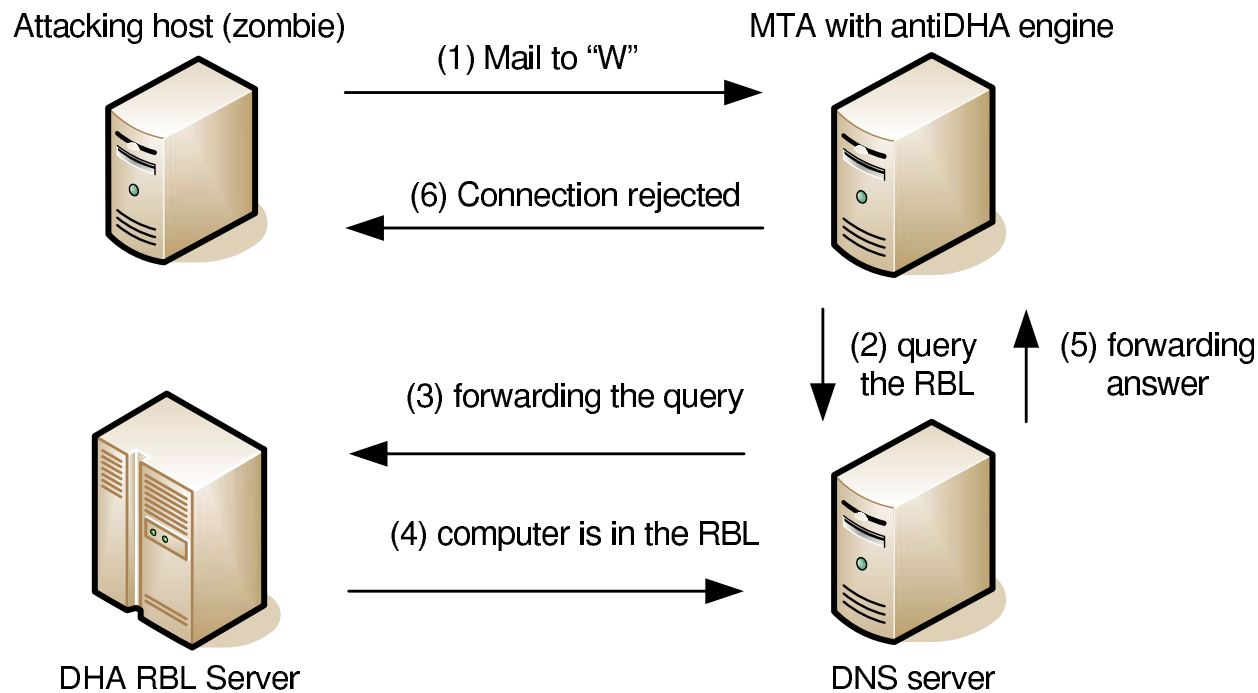 Attacking host (zombie)
MTA with antiDHA engine
(1) Mail to “W”
(6) Connection rejected
(2) query
the RBL
(5) forwarding
answer
(3) forwarding the query
(4) computer is in the RBL
DHA RBL Server
DNS server